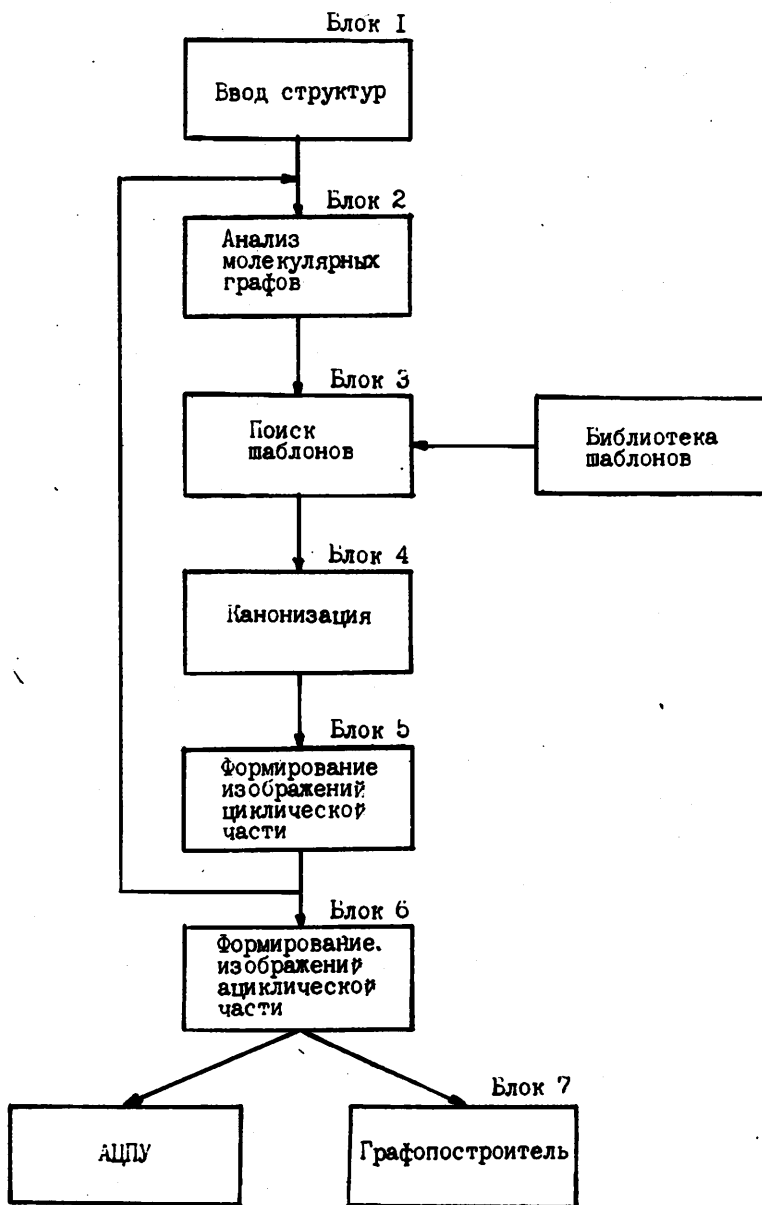 Блок I
Ввод структур
Блок 2
Анализ
молекулярных
графов
Блок 3
Поиск
шаблонов
Библиотека
шаблонов
Блок 4
Канонизация
Блок 5
Формирование
изображений
циклической
части
Блок 6
Формирование.
изображений
ациклической
части
Блок 7
АЦПУ
Графопостроитель